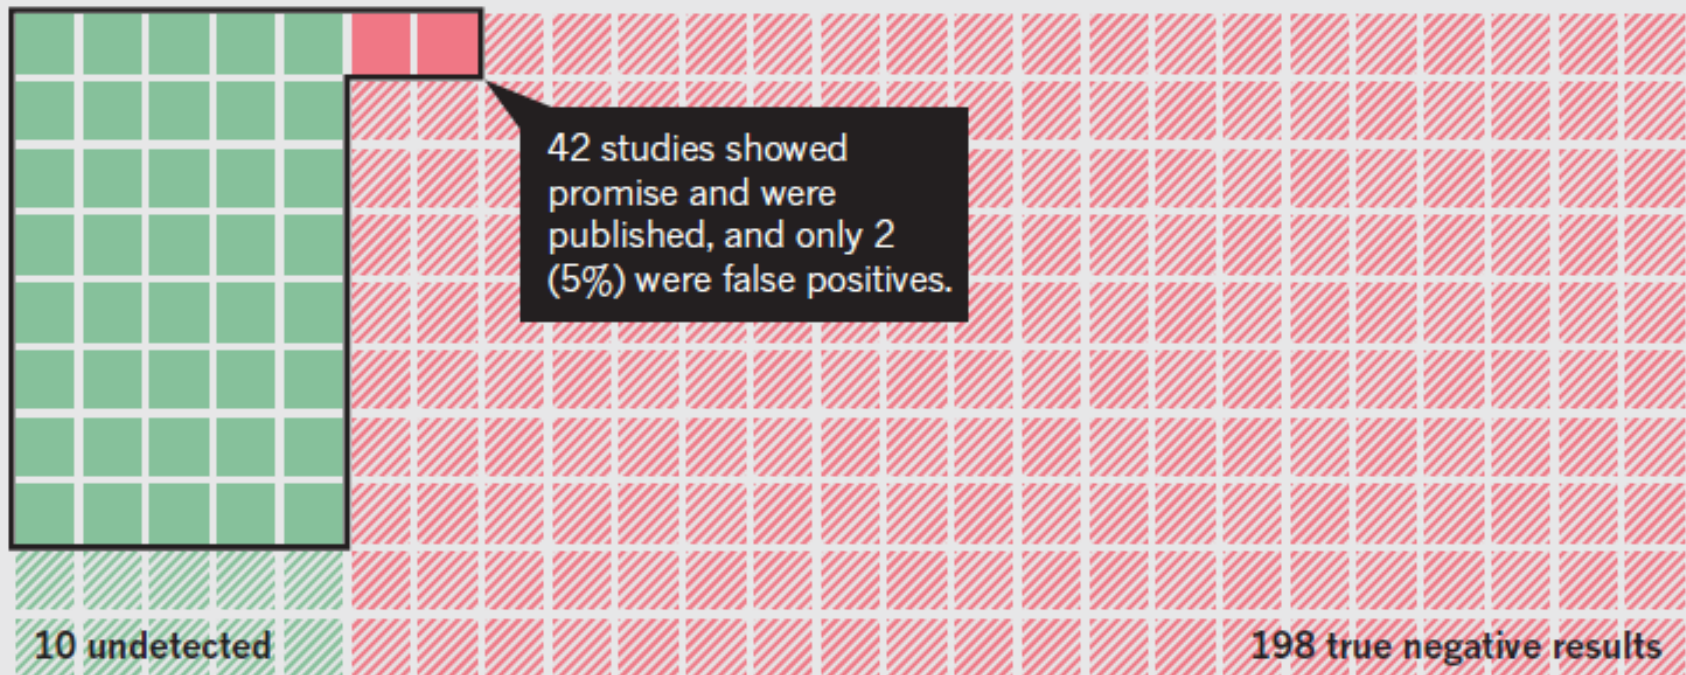 42 studies showed
promise and were
published, and only 2
(5%) were false positives.
10 undetected
198 true negative results